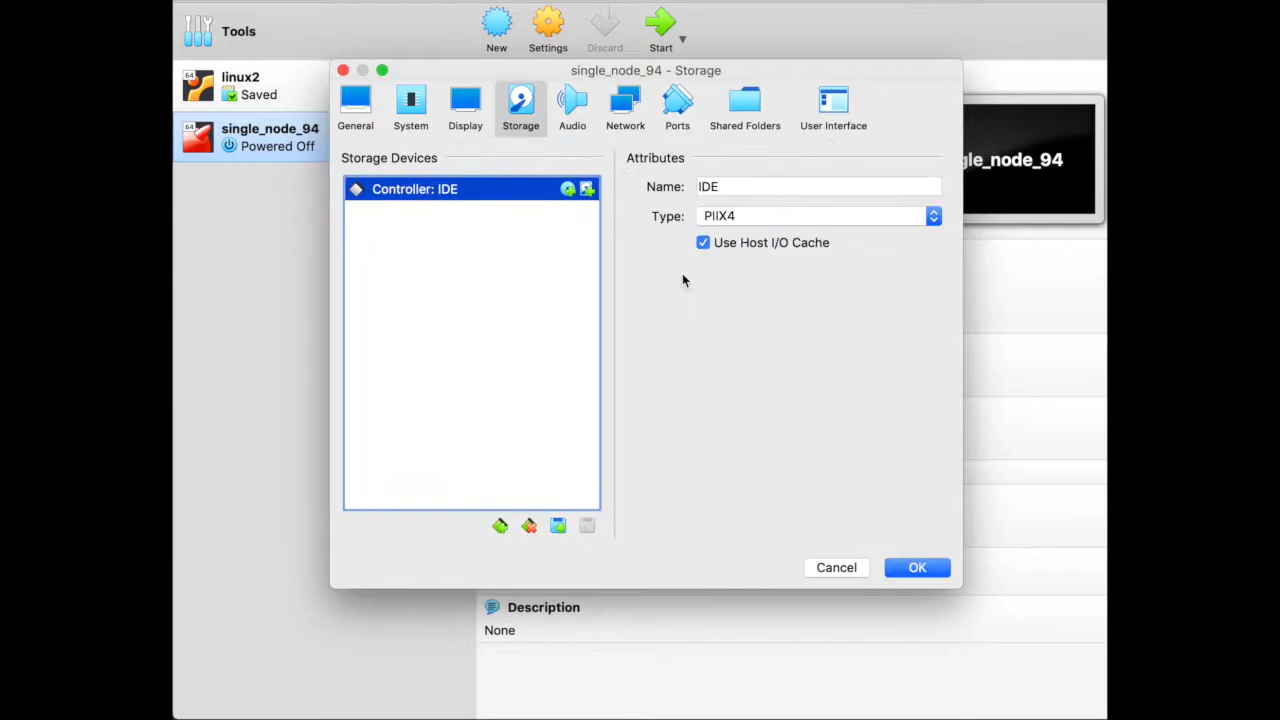 Tools
New
Settings
Discard
Start
64
linux2
Saved
64
single_node_94
Powered Off
single_node_94 - Storage
General
System
Display
Storage
Audio
Network
Ports
Shared Folders
User Interface
Storage Devices
Controller: IDE
Attributes
Name: IDE
Type: PIIX4
Use Host I/O Cache
gle_node_94
Cancel
OK
Description
None